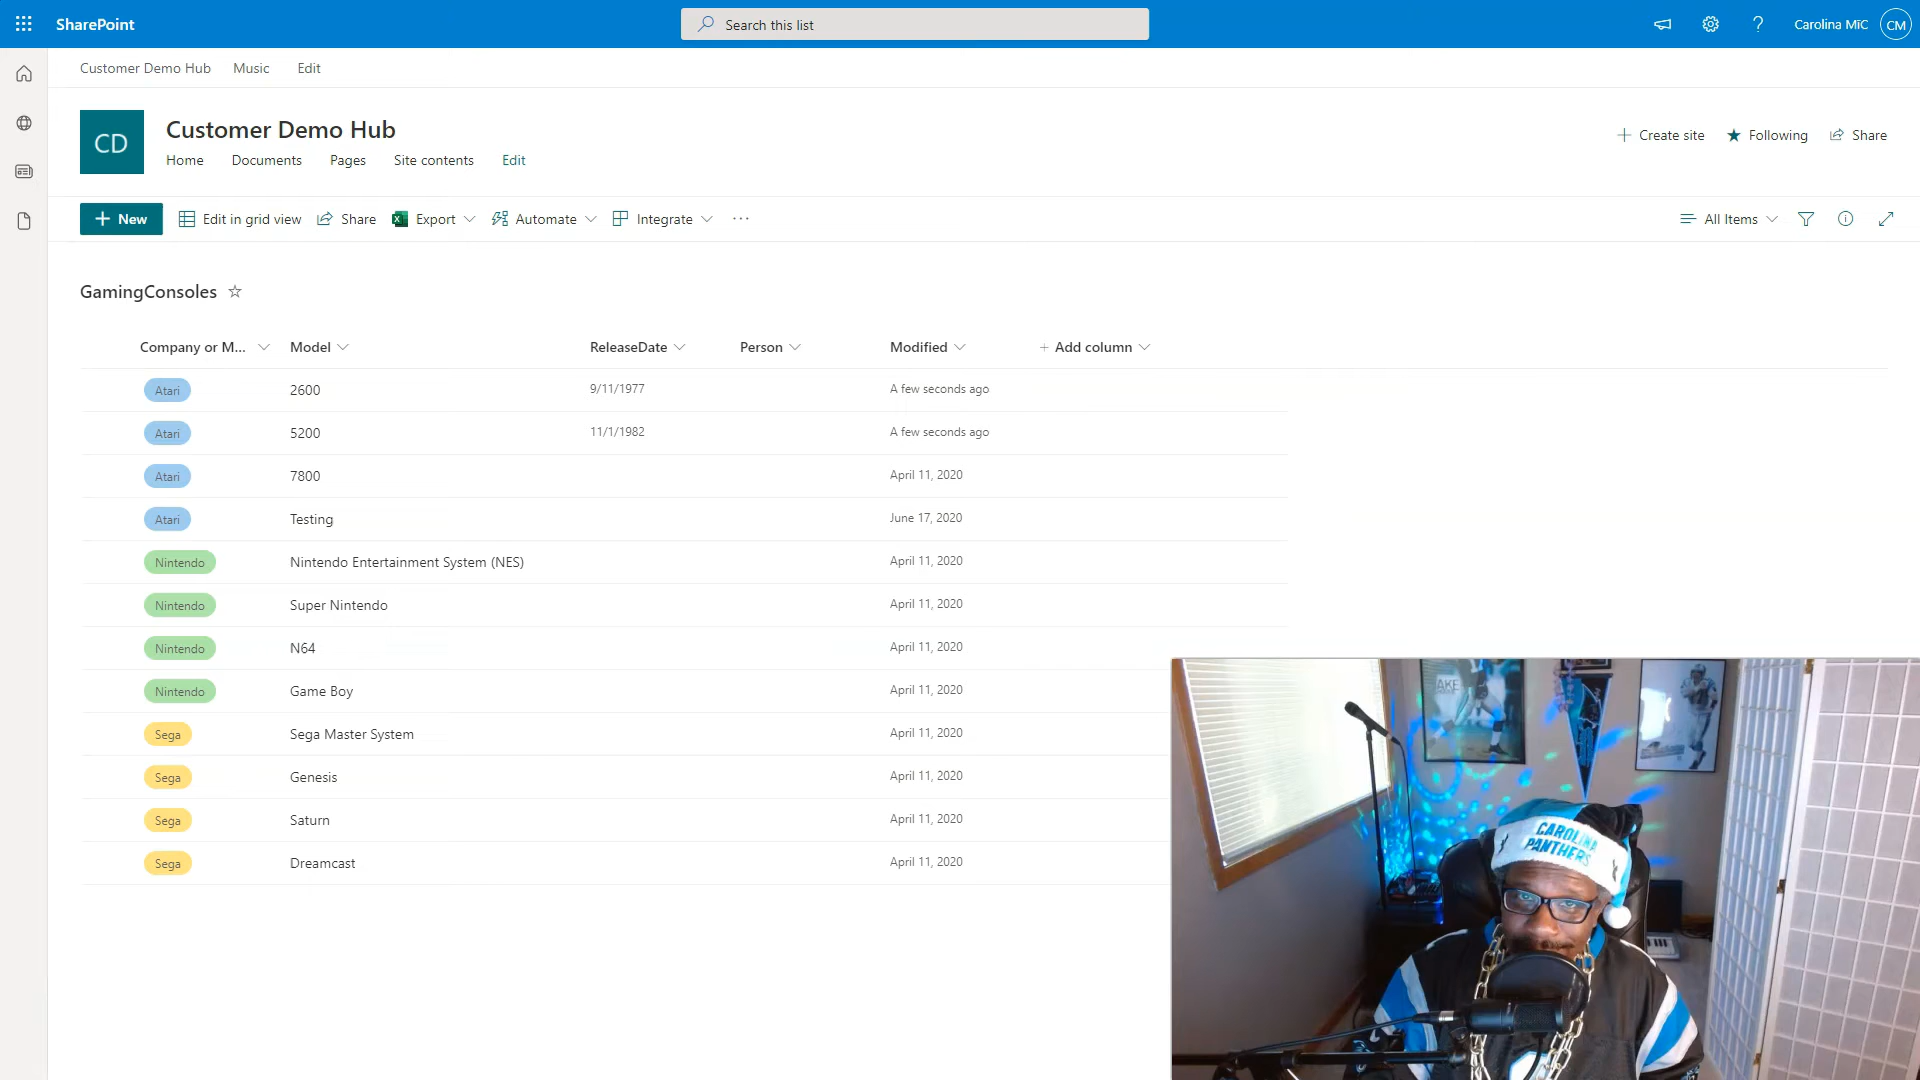 SharePoint
Search this list
Carolina MiC
CM
Customer Demo Hub Music Edit
CD
Customer Demo Hub
Home Documents Pages Site contents Edit
Create site Following Share
New Edit in grid view Share Export Automate Integrate
All Items
GamingConsoles
Company or M... Model ReleaseDate Person Modified Add column
Atari 2600 9/11/1977 A few seconds ago
Atari 5200 11/1/1982 A few seconds ago
Atari 7800 April 11, 2020
Atari Testing June 17, 2020
Nintendo Nintendo Entertainment System (NES) April 11, 2020
Nintendo Super Nintendo April 11, 2020
Nintendo N64 April 11, 2020
Nintendo Game Boy April 11, 2020
Sega Sega Master System April 11, 2020
Sega Genesis April 11, 2020
Sega Saturn April 11, 2020
Sega Dreamcast April 11, 2020
CAROLINA
PANTHERS